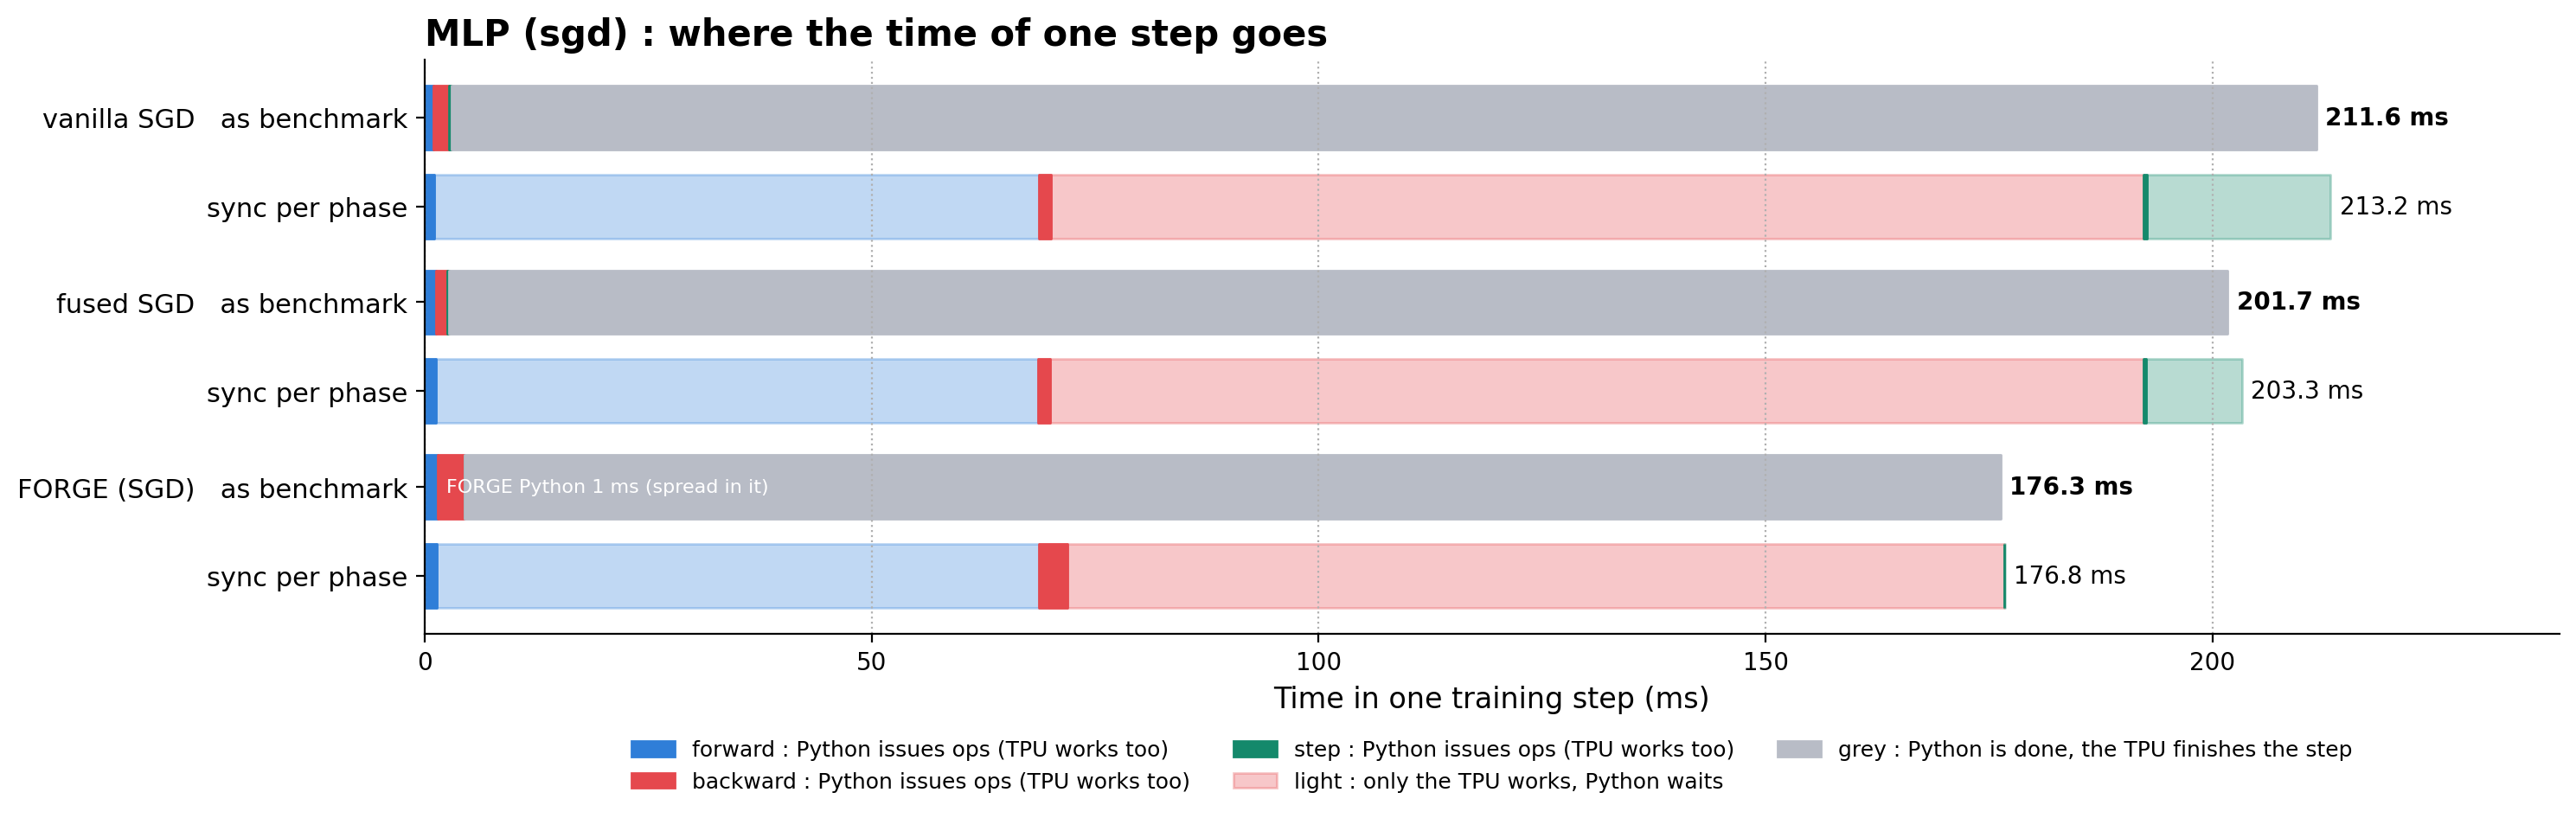 MLP (sgd) : where the time of one step goes
vanilla SGD as benchmark
211.6 ms
sync per phase
213.2 ms
fused SGD as benchmark
201.7 ms
sync per phase
203.3 ms
FORGE (SGD) as benchmark
FORGE Python 1 ms (spread in it)
176.3 ms
sync per phase
176.8 ms
0 50 100 150 200
Time in one training step (ms)
forward : Python issues ops (TPU works too)
backward : Python issues ops (TPU works too)
step : Python issues ops (TPU works too)
light : only the TPU works, Python waits
grey : Python is done, the TPU finishes the step